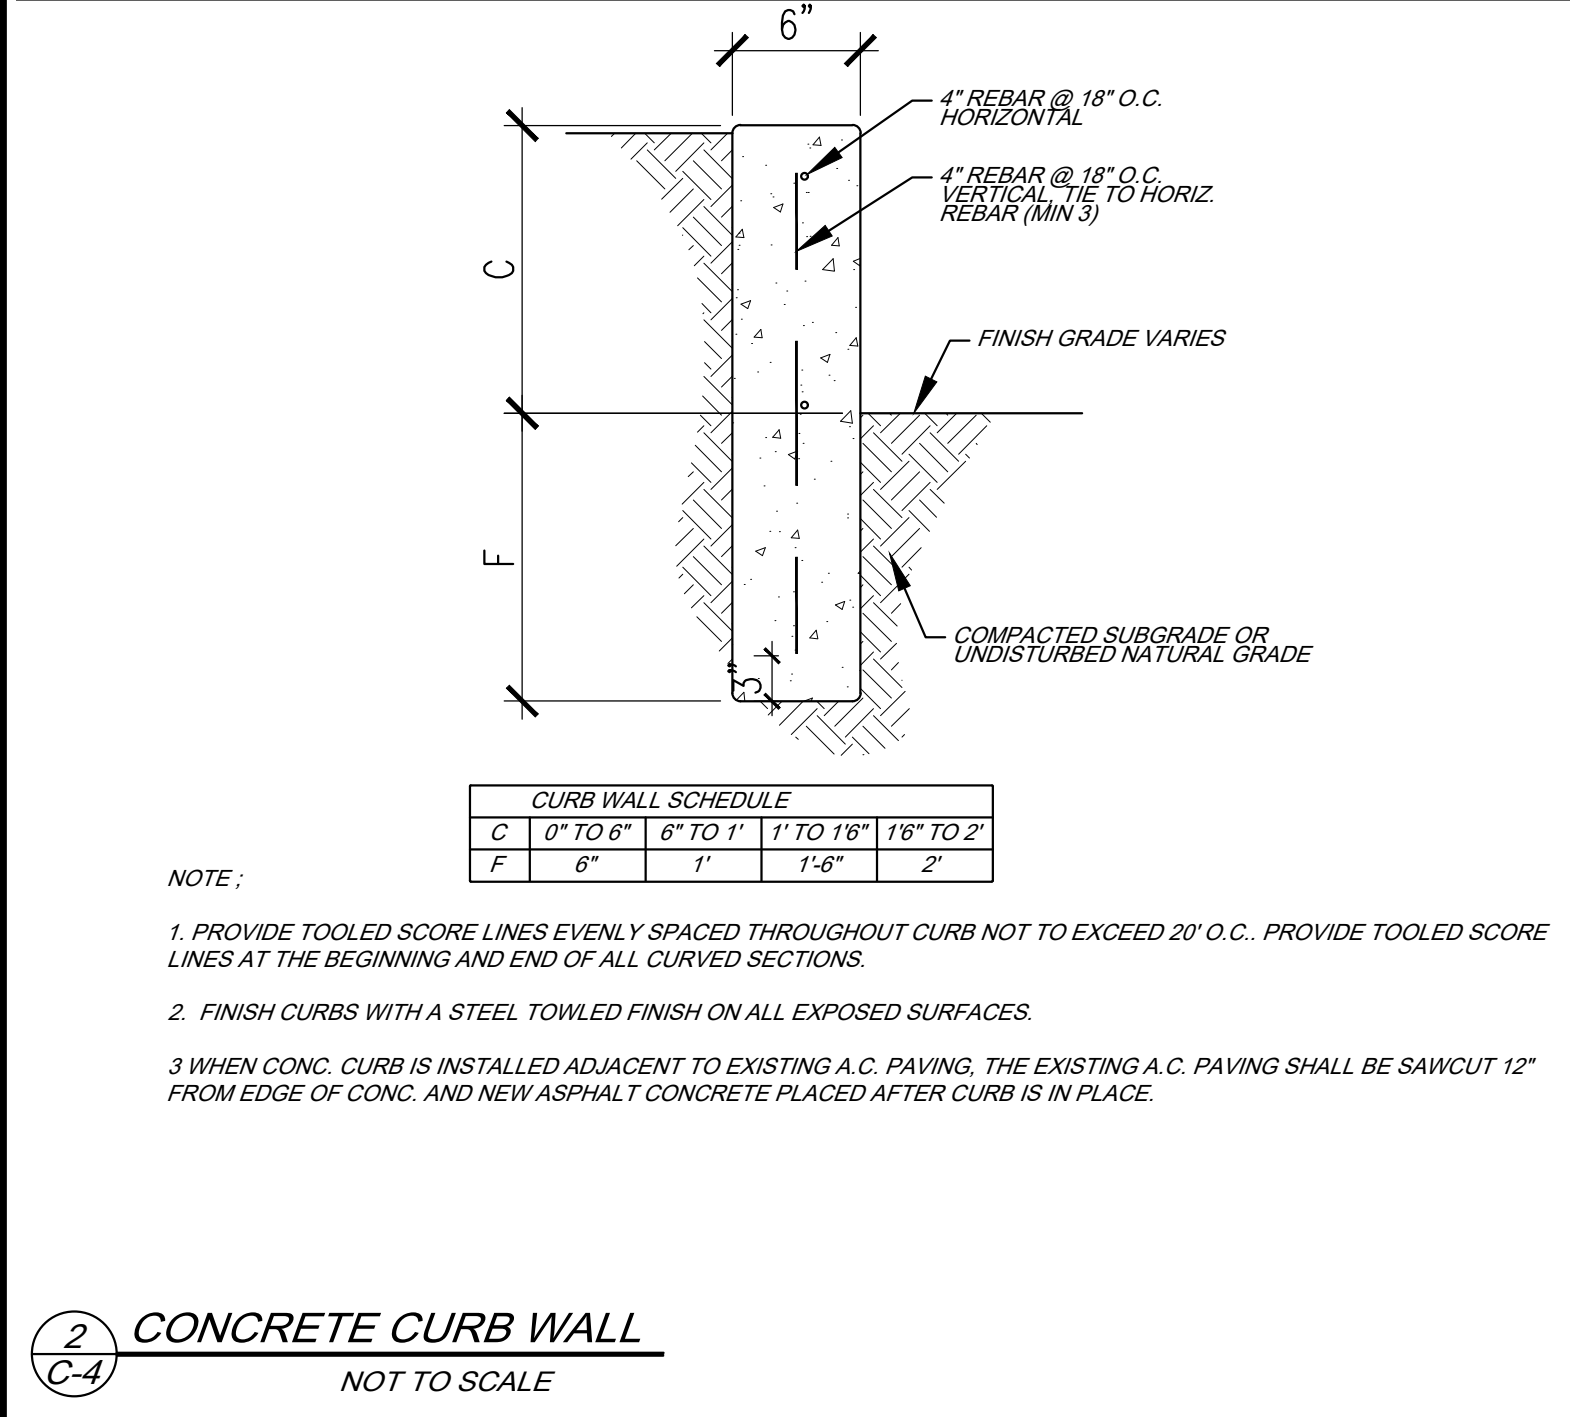 6"
4" REBAR @ 18" O.C.
HORIZONTAL
4" REBAR @ 18" O.C.
VERTICAL, TIE TO HORIZ.
REBAR (MIN 3)
C
FINISH GRADE VARIES
F
COMPACTED SUBGRADE OR
UNDISTURBED NATURAL GRADE
3"
CURB WALL SCHEDULE
C 0" TO 6" 6" TO 1' 1' TO 1'6" 1'6" TO 2'
F 6" 1' 1'-6" 2'
NOTE ;
1. PROVIDE TOOLED SCORE LINES EVENLY SPACED THROUGHOUT CURB NOT TO EXCEED 20' O.C.. PROVIDE TOOLED SCORE
LINES AT THE BEGINNING AND END OF ALL CURVED SECTIONS.
2. FINISH CURBS WITH A STEEL TOWLED FINISH ON ALL EXPOSED SURFACES.
3 WHEN CONC. CURB IS INSTALLED ADJACENT TO EXISTING A.C. PAVING, THE EXISTING A.C. PAVING SHALL BE SAWCUT 12"
FROM EDGE OF CONC. AND NEW ASPHALT CONCRETE PLACED AFTER CURB IS IN PLACE.
2
C-4
CONCRETE CURB WALL
NOT TO SCALE